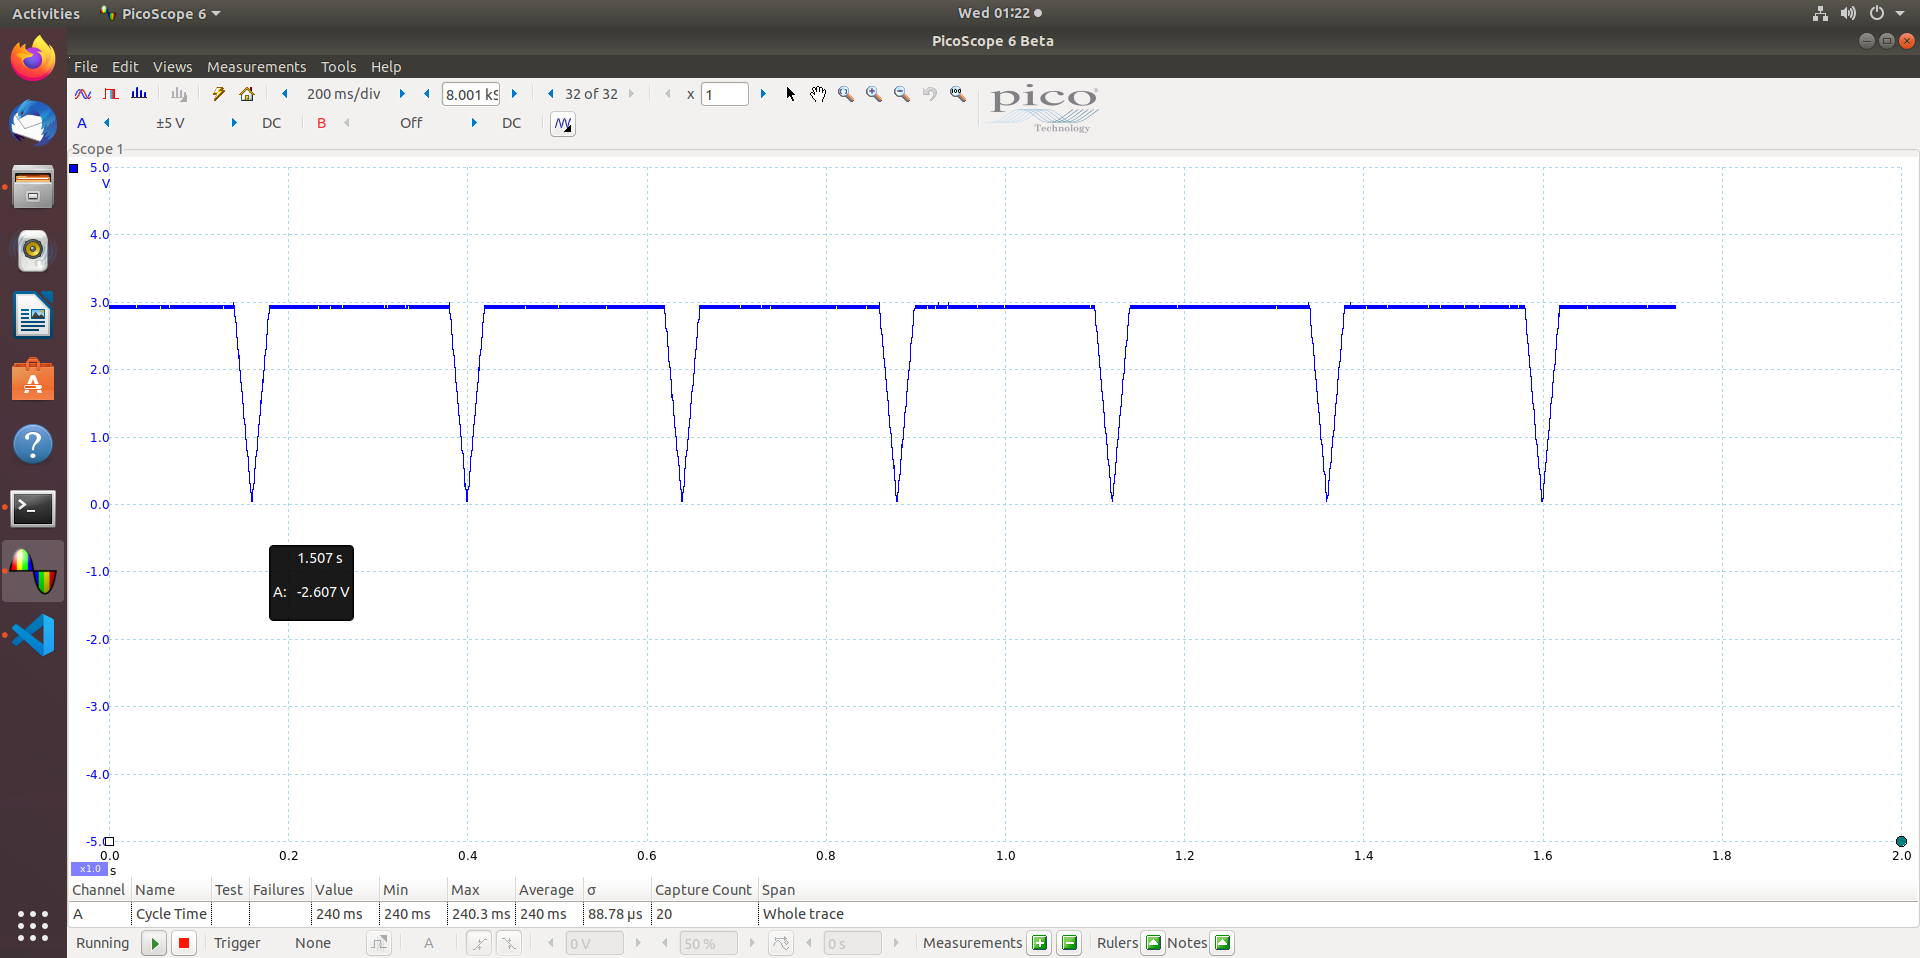 Activities PicoScope 6 Wed 01:22
PicoScope 6 Beta
File Edit Views Measurements Tools Help
200 ms/div 8.001 kS 32 of 32 x 1
pico
Technology
A ±5 V DC B Off DC
Scope 1
5.0
V
4.0
3.0
2.0
1.0
0.0
1.507 s
-1.0
A: -2.607 V
-2.0
-3.0
-4.0
-5.0
0.0 0.2 0.4 0.6 0.8 1.0 1.2 1.4 1.6 1.8 2.0
x1.0 s
Channel Name Test Failures Value Min Max Average σ Capture Count Span
A Cycle Time 240 ms 240 ms 240.3 ms 240 ms 88.78 µs 20 Whole trace
Running Trigger None A 0 V 50 % 0 s Measurements Rulers Notes